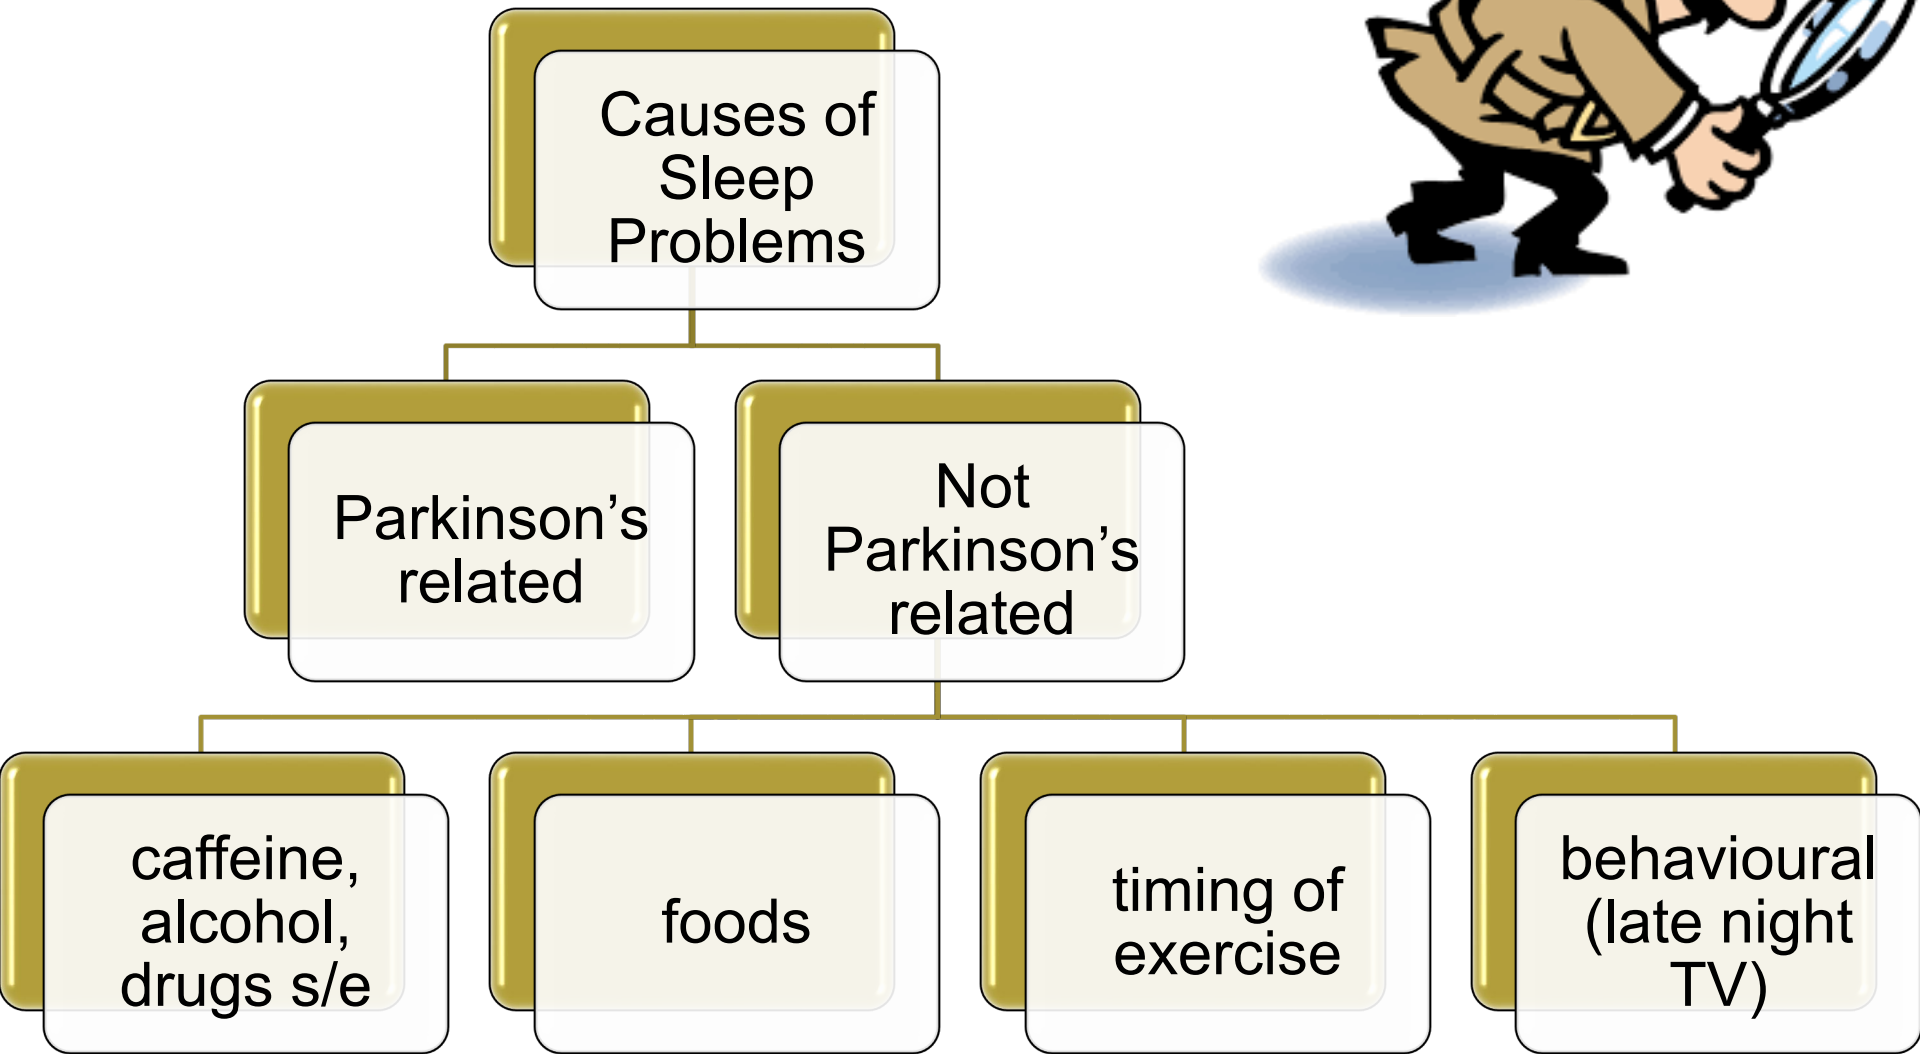 Causes of
Sleep
Problems
Parkinson’s
related
Not
Parkinson’s
related
caffeine,
alcohol,
drugs s/e
foods
timing of
exercise
behavioural
(late night
TV)